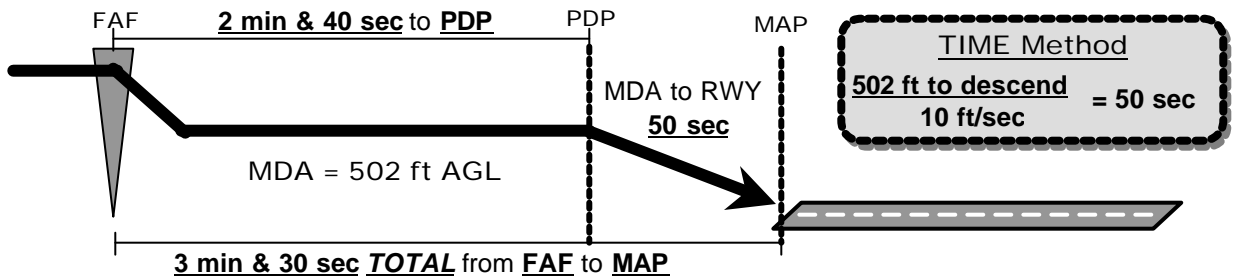 FAF
2 min & 40 sec to PDP
PDP
MAP
TIME Method
502 ft to descend
10 ft/sec
= 50 sec
MDA to RWY
50 sec
MDA = 502 ft AGL
3 min & 30 sec TOTAL from FAF to MAP